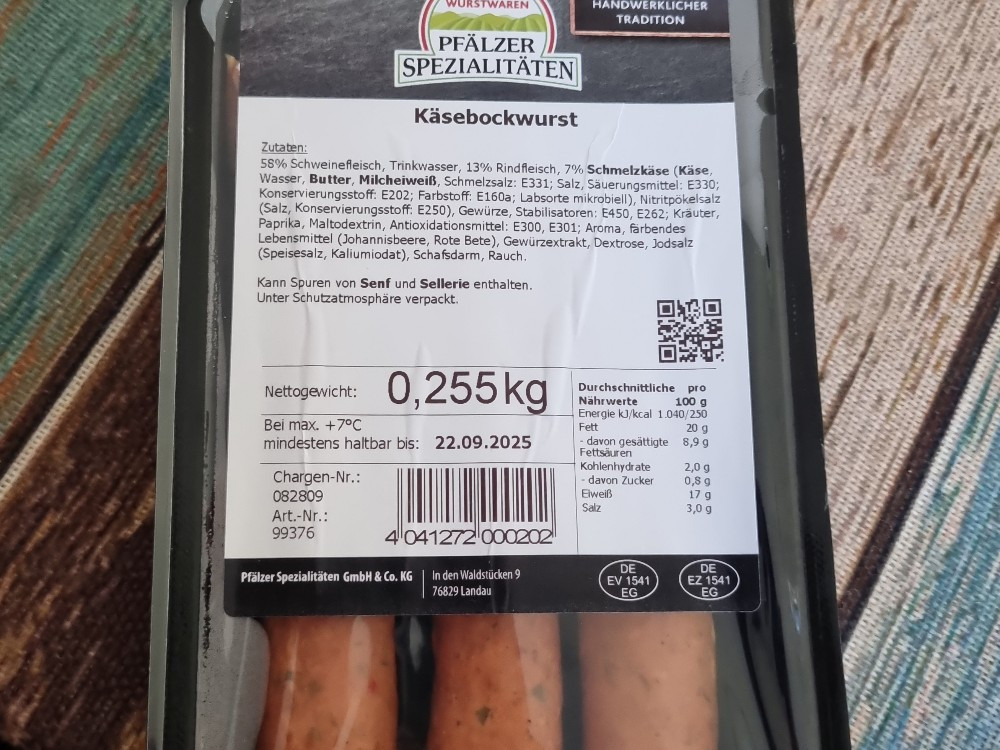 WURSTWAREN
PFÄLZER
SPEZIALITÄTEN
HANDWERKLICHER
TRADITION
Käsebockwurst
Zutaten:
58% Schweinefleisch, Trinkwasser, 13% Rindfleisch, 7% Schmelzkäse (Käse,
Wasser, Butter, Milcheiweiß, Schmelzsalz: E331; Salz, Säuerungsmittel: E330;
Konservierungsstoff: E202; Farbstoff: E160a; Labsorte mikrobiell), Nitritpökelsalz
(Salz, Konservierungsstoff: E250), Gewürze, Stabilisatoren: E450, E262; Kräuter,
Paprika, Maltodextrin, Antioxidationsmittel: E300, E301; Aroma, färbendes
Lebensmittel (Johannisbeere, Rote Bete), Gewürzextrakt, Dextrose, Jodsalz
(Speisesalz, Kaliumiodat), Schafsdarm, Rauch.
Kann Spuren von Senf und Sellerie enthalten.
Unter Schutzatmosphäre verpackt.
Nettogewicht: 0,255kg
Bei max. +7°C
mindestens haltbar bis: 22.09.2025
Chargen-Nr.:
082809
Art.-Nr.:
99376
4 041272 000202
Durchschnittliche pro
Nährwerte 100 g
Energie kJ/kcal 1.040/250
Fett 20 g
- davon gesättigte 8,9 g
Fettsäuren
Kohlenhydrate 2,0 g
- davon Zucker 0,8 g
Eiweiß 17 g
Salz 3,0 g
Pfälzer Spezialitäten GmbH & Co. KG
In den Waldstücken 9
76829 Landau
DE
EV 1541
EG
DE
EZ 1541
EG